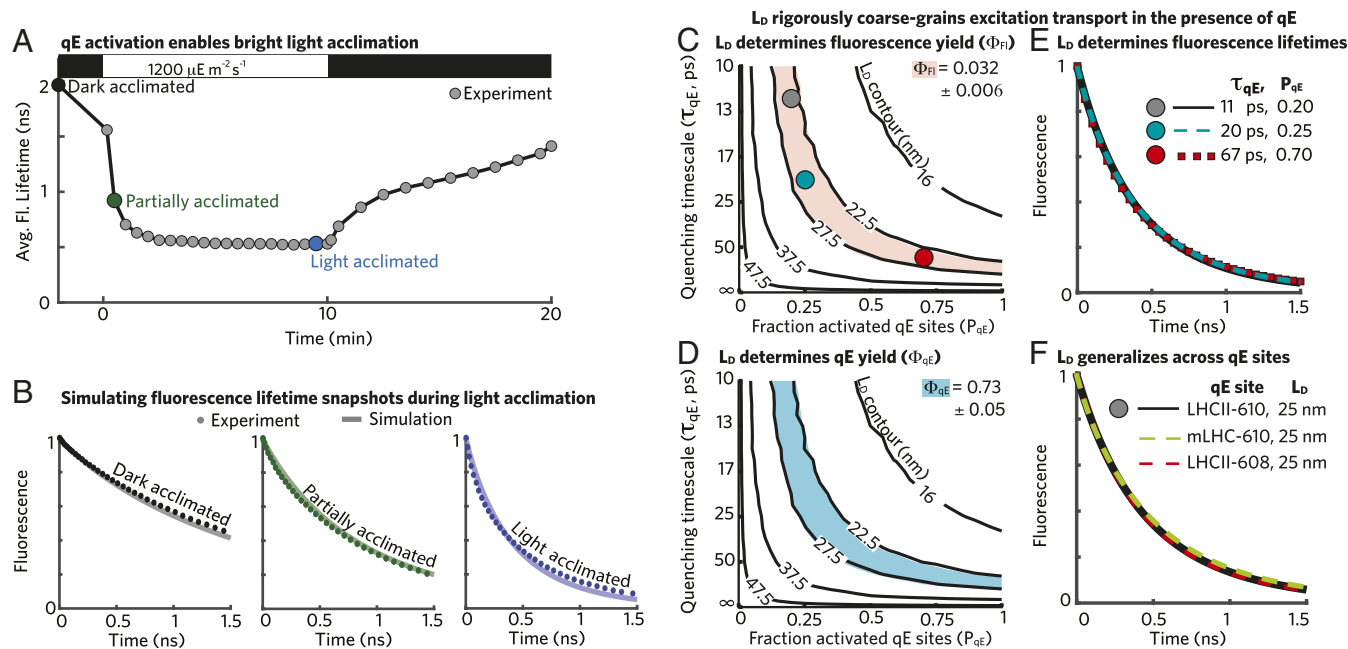 A
qE activation enables bright light acclimation
1200 μE m⁻² s⁻¹
2
1
0
Avg. Fl. Lifetime (ns)
Dark acclimated
Experiment
Partially acclimated
Light acclimated
0
10
20
Time (min)
B
Simulating fluorescence lifetime snapshots during light acclimation
Experiment
Simulation
Fluorescence
1
0
Dark acclimated
0
0.5
1
1.5
Time (ns)
1
0
Partially acclimated
0
0.5
1
1.5
Time (ns)
1
0
Light acclimated
0
0.5
1
1.5
Time (ns)
L_D rigorously coarse-grains excitation transport in the presence of qE
C
L_D determines fluorescence yield (Φ_Fl)
Quenching timescale (τ_qE, ps)
10
13
17
25
50
∞
L_D contour (nm)
16
22.5
27.5
37.5
47.5
Φ_Fl = 0.032
± 0.006
0
0.25
0.5
0.75
1
Fraction activated qE sites (P_qE)
D
L_D determines qE yield (Φ_qE)
Quenching timescale (τ_qE, ps)
10
13
17
25
50
∞
L_D contour (nm)
16
22.5
27.5
37.5
47.5
Φ_qE = 0.73
± 0.05
0
0.25
0.5
0.75
1
Fraction activated qE sites (P_qE)
E
L_D determines fluorescence lifetimes
τ_qE, P_qE
11 ps, 0.20
20 ps, 0.25
67 ps, 0.70
Fluorescence
1
0
0
0.5
1
1.5
Time (ns)
F
L_D generalizes across qE sites
qE site L_D
LHCII-610, 25 nm
mLHC-610, 25 nm
LHCII-608, 25 nm
Fluorescence
1
0
0
0.5
1
1.5
Time (ns)